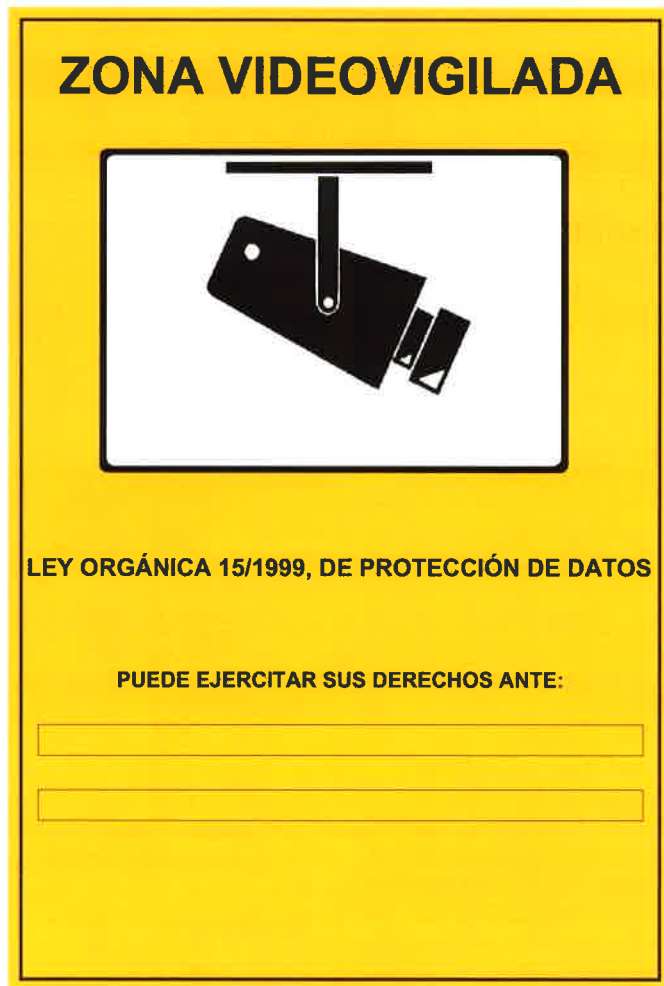 ZONA VIDEOVIGILADA
LEY ORGÁNICA 15/1999, DE PROTECCIÓN DE DATOS
PUEDE EJERCITAR SUS DERECHOS ANTE: